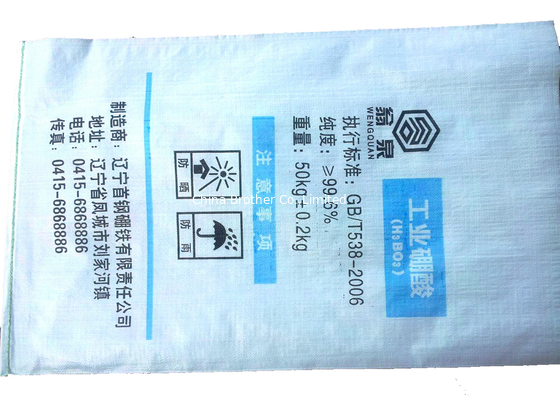 翁泉
WENGQUAN
工业硼酸
(H₃BO₃)
执行标准：GB/T538-2006
纯度：≥99.6%
重量：50kg±0.2kg
注意事项
防晒
防雨
制造商：辽宁首钢硼铁有限责任公司
地址：辽宁省凤城市刘家河镇
电话：0415-6868886
传真：0415-6868886
China Brother Co., Limited